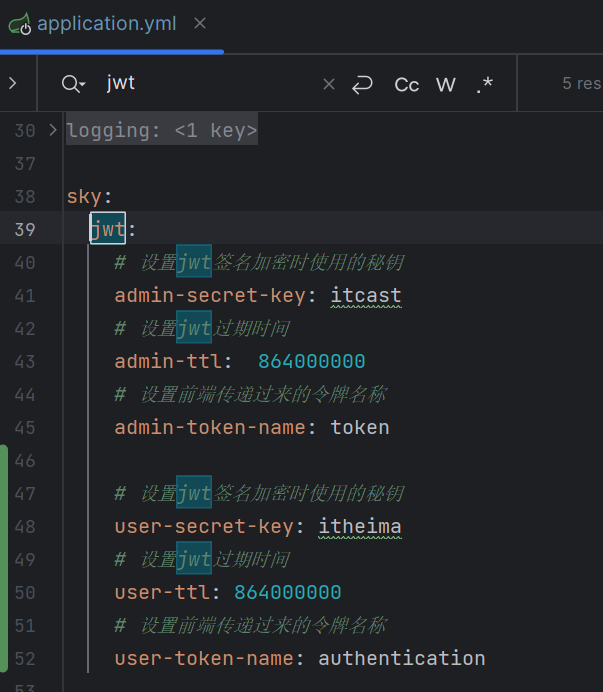 application.yml
jwt
Cc W .* 5 res
30 logging: <1 key>
37
38 sky:
39 jwt:
40 # 设置jwt签名加密时使用的秘钥
41 admin-secret-key: itcast
42 # 设置jwt过期时间
43 admin-ttl: 864000000
44 # 设置前端传递过来的令牌名称
45 admin-token-name: token
46
47 # 设置jwt签名加密时使用的秘钥
48 user-secret-key: itheima
49 # 设置jwt过期时间
50 user-ttl: 864000000
51 # 设置前端传递过来的令牌名称
52 user-token-name: authentication
53